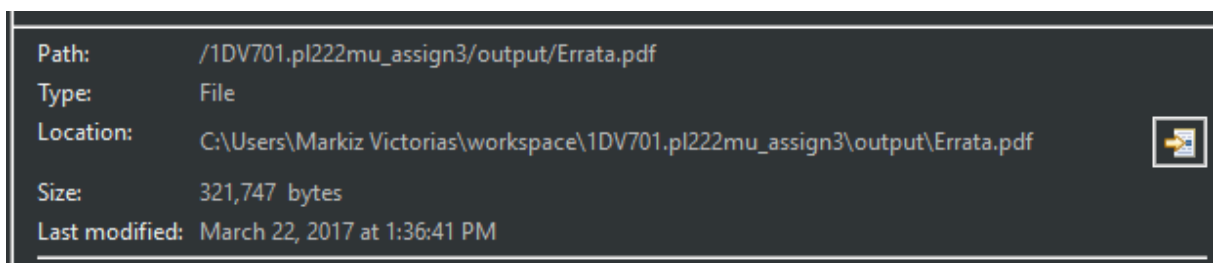 Path: /1DV701.pl222mu_assign3/output/Errata.pdf
Type: File
Location: C:\Users\Markiz Victorias\workspace\1DV701.pl222mu_assign3\output\Errata.pdf
Size: 321,747 bytes
Last modified: March 22, 2017 at 1:36:41 PM